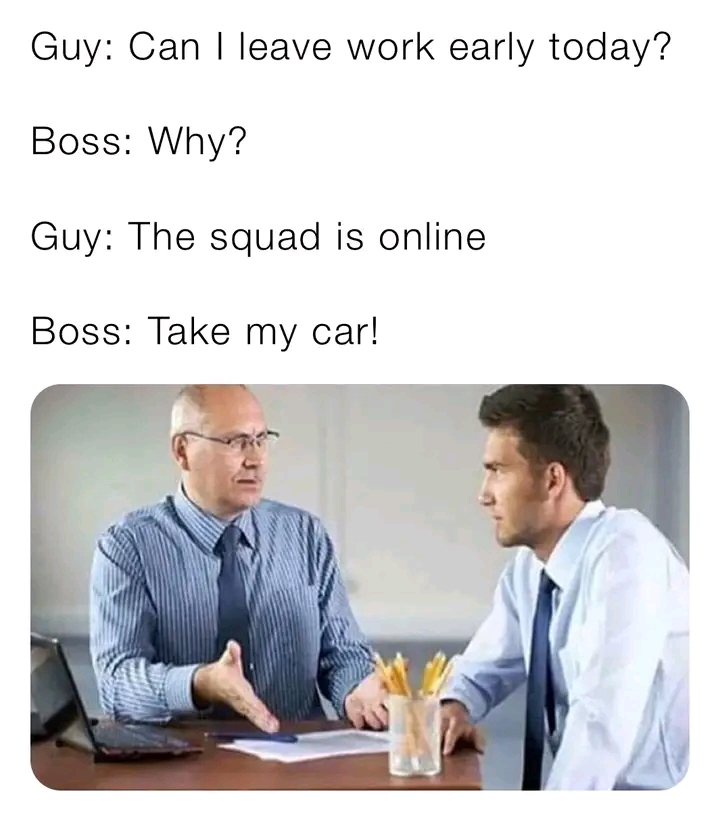 Guy: Can I leave work early today?
Boss: Why?
Guy: The squad is online
Boss: Take my car!